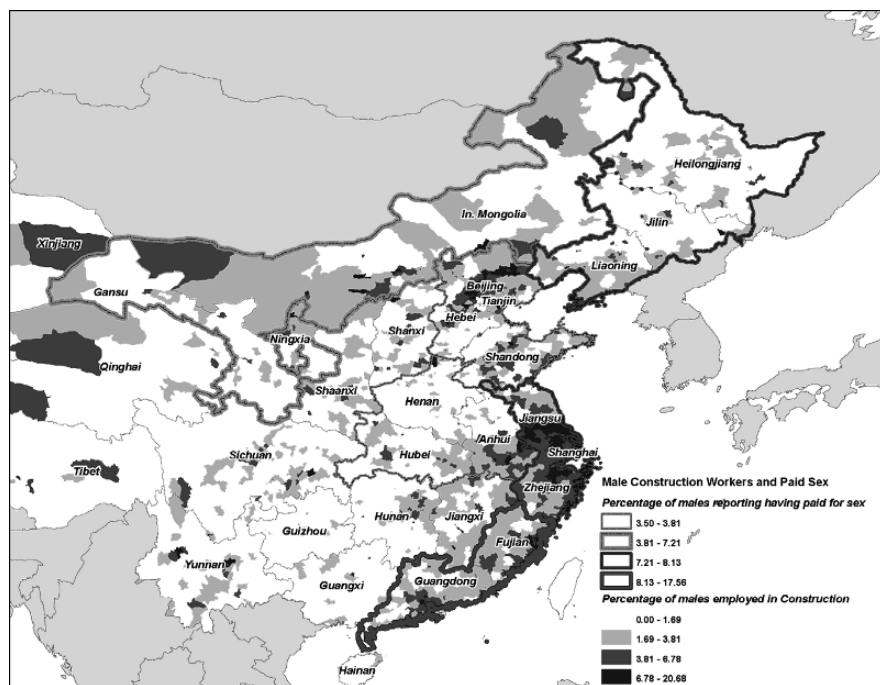 Heilongjiang
Jilin
In. Mongolia
Liaoning
Xinjiang
Gansu
Beijing
Tianjin
Hebei
Shanxi
Ningxia
Shandong
Qinghai
Shaanxi
Henan
Jiangsu
Anhui
Shanghai
Hubei
Sichuan
Tibet
Zhejiang
Hunan
Jiangxi
Guizhou
Fujian
Yunnan
Guangxi
Guangdong
Hainan
Male Construction Workers and Paid Sex
Percentage of males reporting having paid for sex
3.50 - 3.81
3.81 - 7.21
7.21 - 8.13
8.13 - 17.56
Percentage of males employed in Construction
0.00 - 1.69
1.69 - 3.81
3.81 - 6.78
6.78 - 20.68